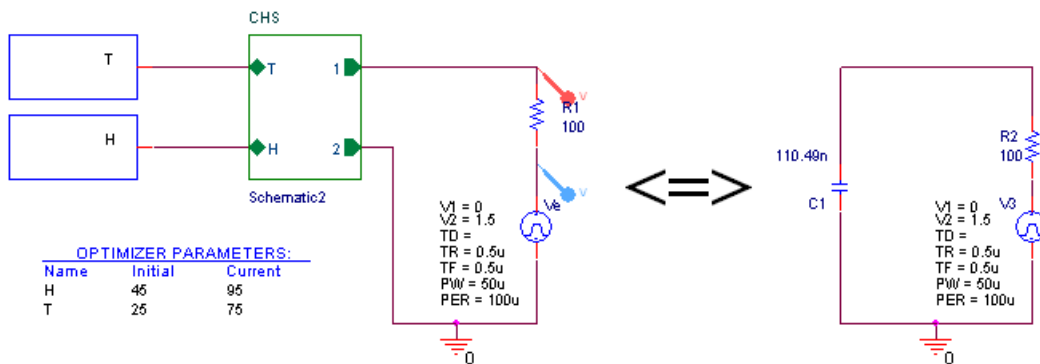 CHS
T
T
1
R1
100
H
H
2
Schematic2
V
V
Ve
V1 = 0
V2 = 1.5
TD =
TR = 0.5u
TF = 0.5u
PW = 50u
PER = 100u
0
OPTIMIZER PARAMETERS:
Name Initial Current
H 45 95
T 25 75
<=>
110.49n
C1
R2
100
V3
V1 = 0
V2 = 1.5
TD =
TR = 0.5u
TF = 0.5u
PW = 50u
PER = 100u
0